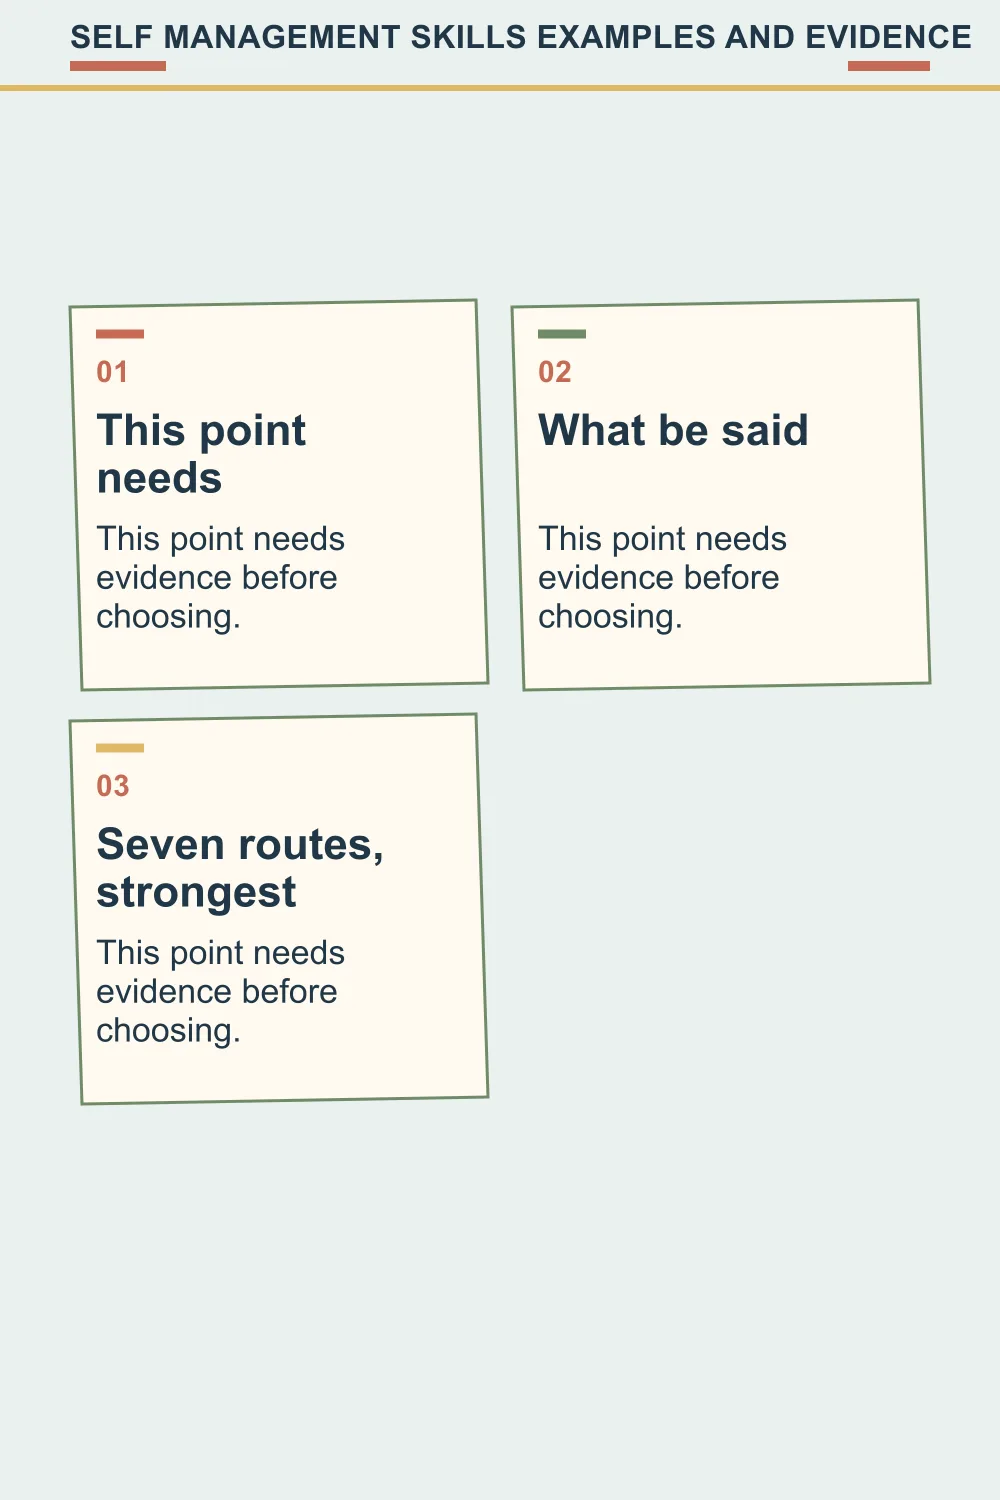 SELF MANAGEMENT SKILLS EXAMPLES AND EVIDENCE
01
This point
needs
This point needs
evidence before
choosing.
02
What be said
This point needs
evidence before
choosing.
03
Seven routes,
strongest
This point needs
evidence before
choosing.